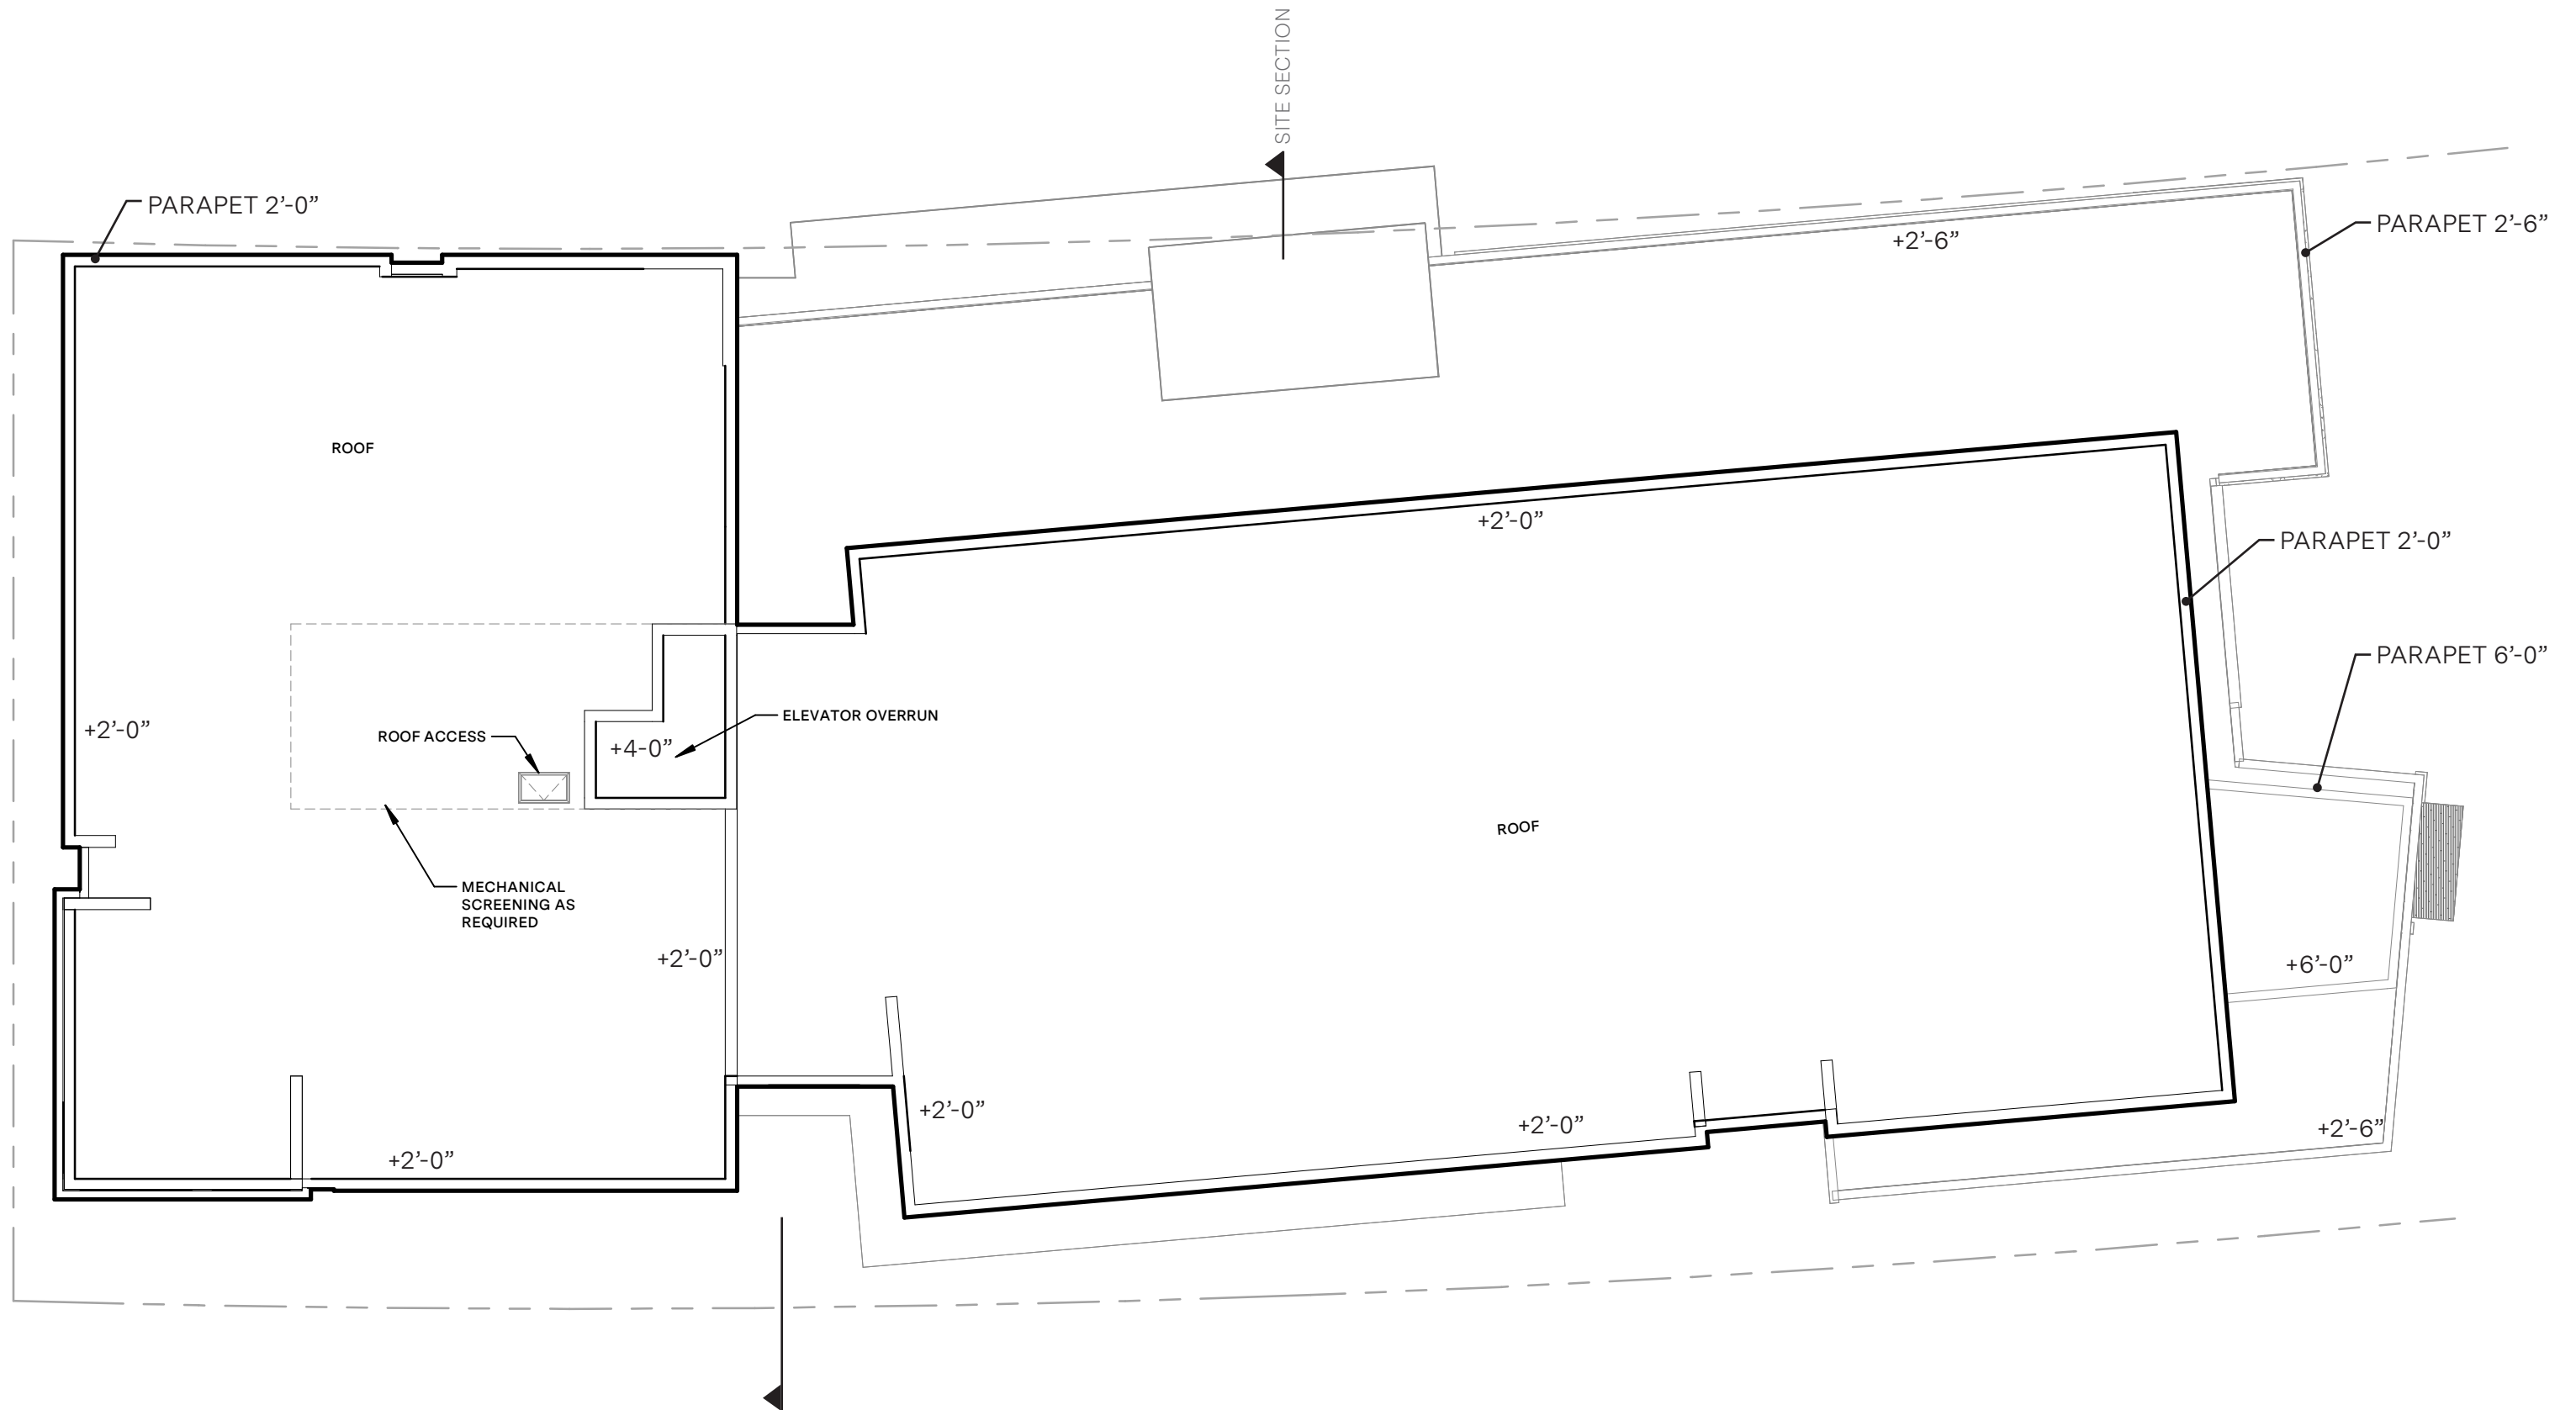 SITE SECTION
PARAPET 2’-0”
PARAPET 2’-6”
+2’-6”
ROOF
+2’-0”
PARAPET 2’-0”
PARAPET 6’-0”
+2’-0”
ROOF ACCESS
+4-0”
ELEVATOR OVERRUN
ROOF
MECHANICAL
SCREENING AS
REQUIRED
+2’-0”
+6’-0”
+2’-0”
+2’-0”
+2’-6”
+2’-0”